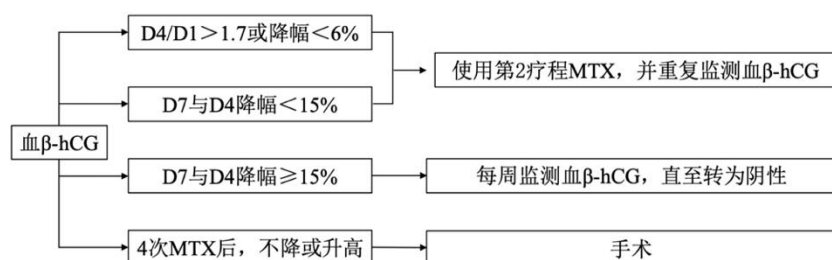 D4/D1＞1.7或降幅＜6%
使用第2疗程MTX，并重复监测血β-hCG
D7与D4降幅＜15%
血β-hCG
D7与D4降幅≥15%
每周监测血β-hCG，直至转为阴性
4次MTX后，不降或升高
手术